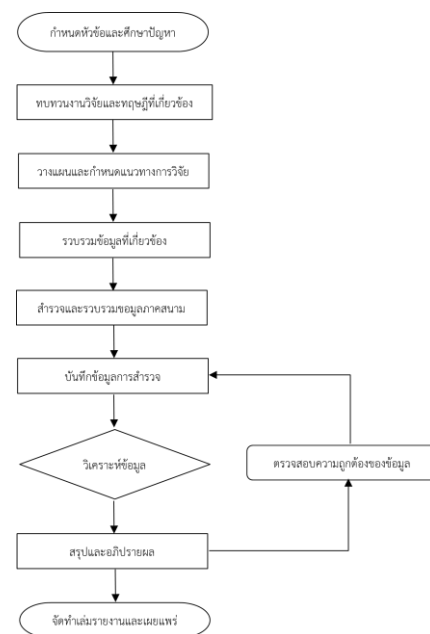 กำหนดหัวข้อและศึกษาปัญหา
ทบทวนงานวิจัยและทฤษฎีที่เกี่ยวข้อง
วางแผนและกำหนดแนวทางการวิจัย
รวบรวมข้อมูลที่เกี่ยวข้อง
สำรวจและรวบรวมขอมูลภาคสนาม
บันทึกข้อมูลการสำรวจ
วิเคราะห์ข้อมูล
ตรวจสอบความถูกต้องของข้อมูล
สรุปและอภิปรายผล
จัดทำเล่มรายงานและเผยแพร่